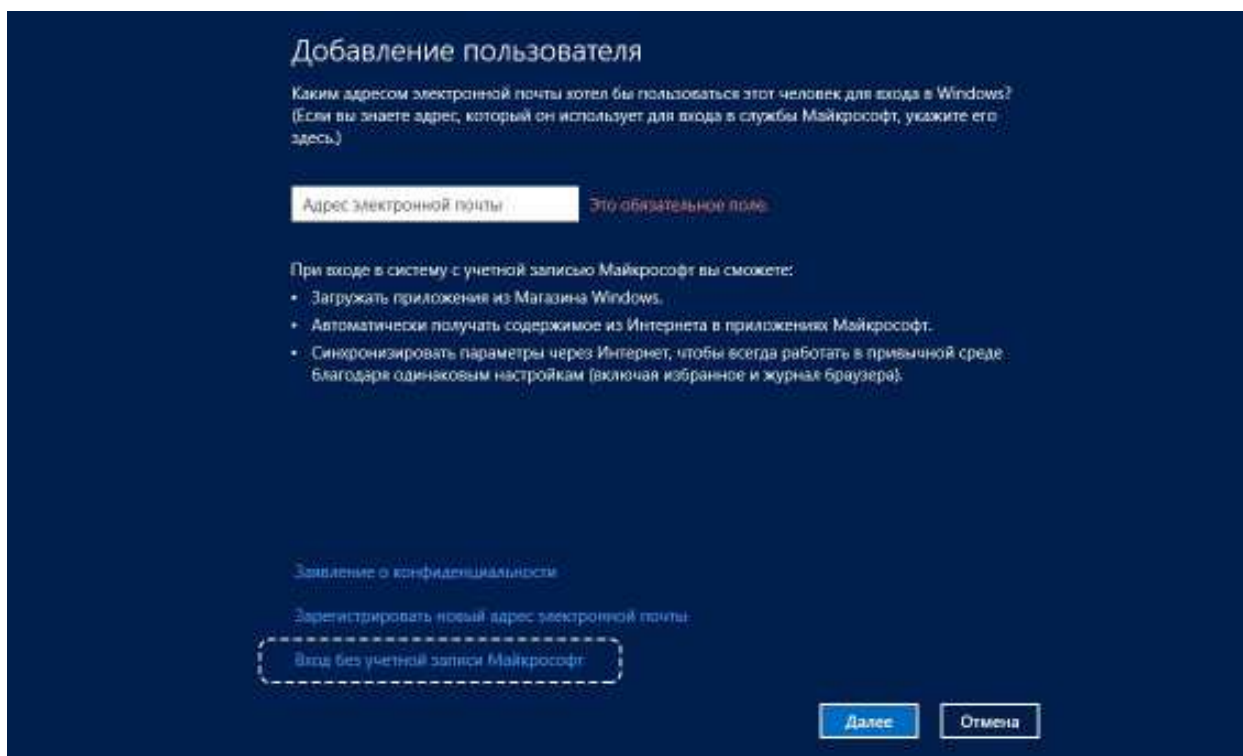 Добавление пользователя
Каким адресом электронной почты хотел бы пользоваться этот человек для входа в Windows?
(Если вы знаете адрес, который он использует для входа в службы Майкрософт, укажите его
здесь.)
Адрес электронной почты Это обязательное поле.
При входе в систему с учетной записью Майкрософт вы сможете:
• Загружать приложения из Магазина Windows.
• Автоматически получать содержимое из Интернета в приложениях Майкрософт.
• Синхронизировать параметры через Интернет, чтобы всегда работать в привычной среде
благодаря одинаковым настройкам (включая избранное и журнал браузера).
Заявление о конфиденциальности
Зарегистрировать новый адрес электронной почты
Вход без учетной записи Майкрософт
Далее Отмена